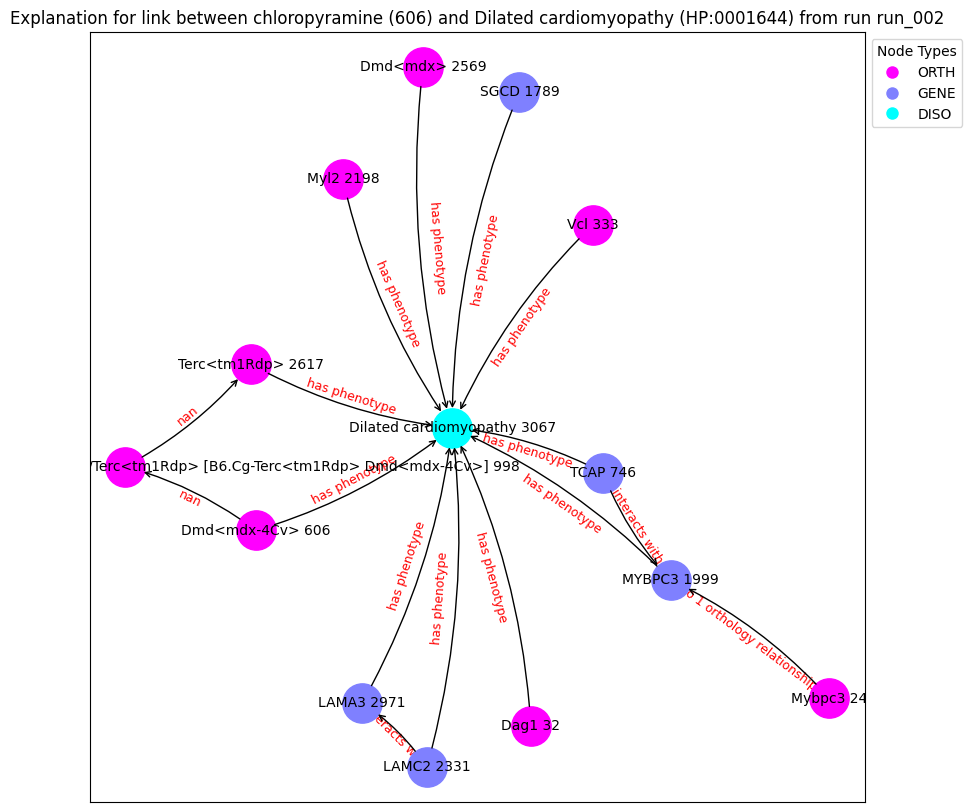 Explanation for link between chloropyramine (606) and Dilated cardiomyopathy (HP:0001644) from run run_002
Node Types
ORTH
GENE
DISO
Dmd<mdx> 2569
SGCD 1789
Myl2 2198
Vcl 333
has phenotype
has phenotype
has phenotype
has phenotype
Terc<tm1Rdp> 2617
has phenotype
nan
Dilated cardiomyopathy 3067
has phenotype
TCAP 746
/Terc<tm1Rdp> [B6.Cg-Terc<tm1Rdp> Dmd<mdx-4Cv>] 998
has phenotype
nan
has phenotype
interacts with
Dmd<mdx-4Cv> 606
has phenotype
has phenotype
has phenotype
MYBPC3 1999
1 orthology relationship
LAMA3 2971
Mybpc3 24
Dag1 32
LAMC2 2331